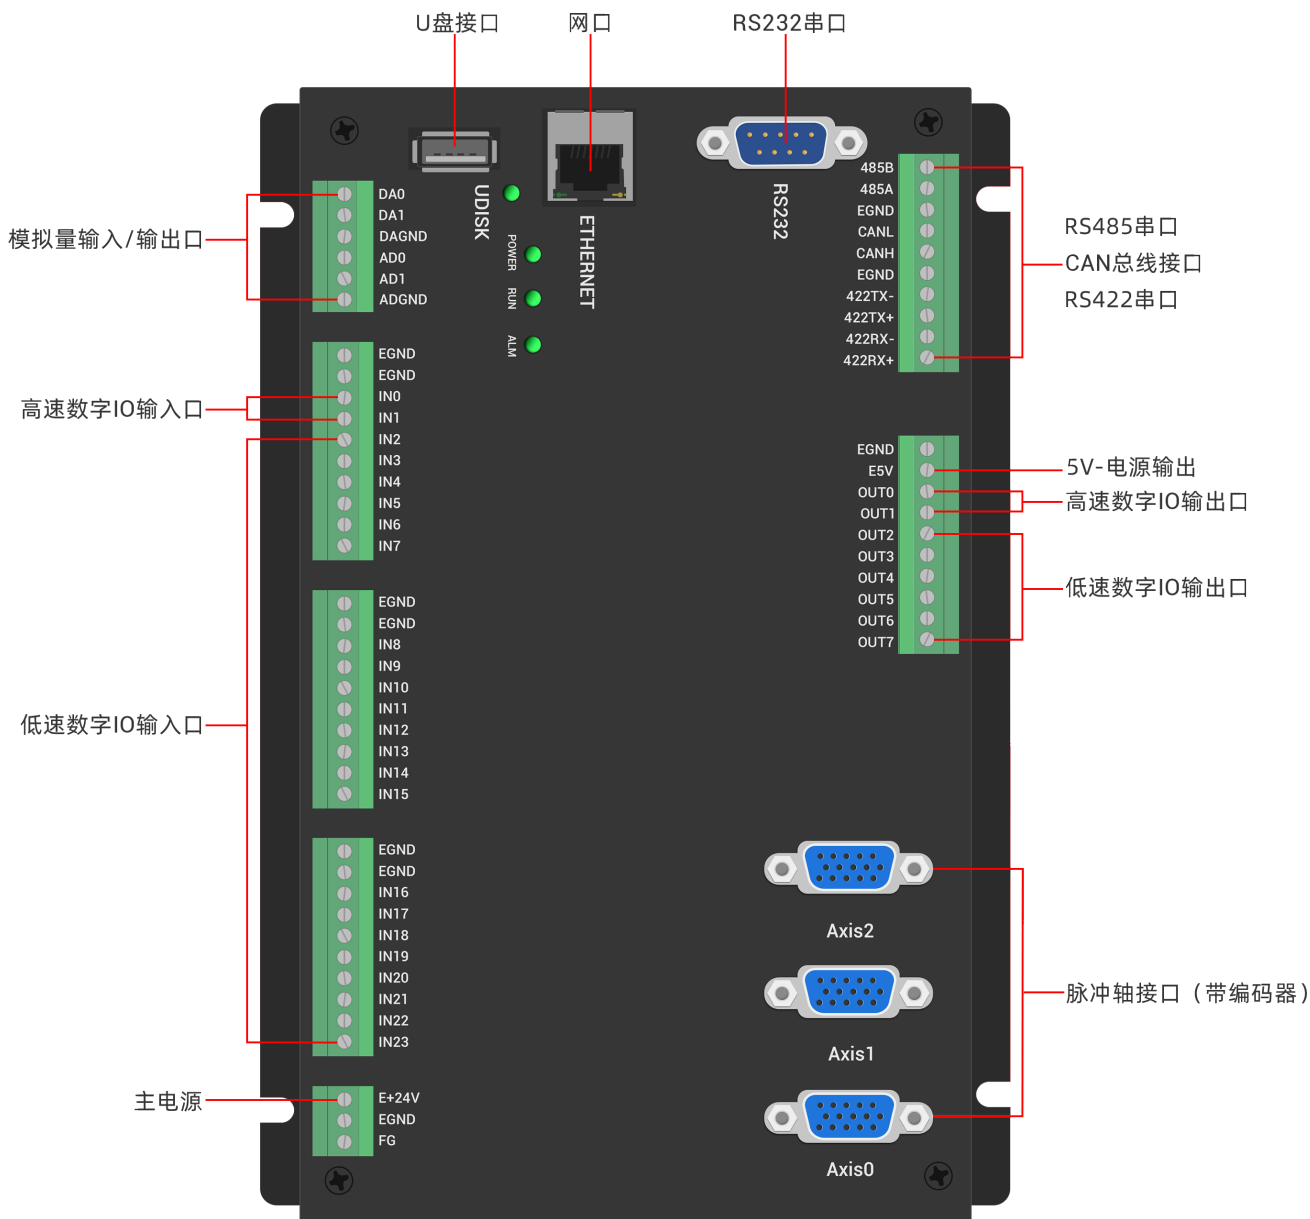 U盘接口
网口
RS232串口
UDISK
ETHERNET
RS232
POWER
RUN
ALM
模拟量输入/输出口
DA0
DA1
DAGND
AD0
AD1
ADGND
高速数字IO输入口
EGND
EGND
IN0
IN1
IN2
IN3
IN4
IN5
IN6
IN7
低速数字IO输入口
EGND
EGND
IN8
IN9
IN10
IN11
IN12
IN13
IN14
IN15
EGND
EGND
IN16
IN17
IN18
IN19
IN20
IN21
IN22
IN23
主电源
E+24V
EGND
FG
485B
485A
EGND
CANL
CANH
EGND
422TX-
422TX+
422RX-
422RX+
RS485串口
CAN总线接口
RS422串口
EGND
E5V
OUT0
OUT1
OUT2
OUT3
OUT4
OUT5
OUT6
OUT7
5V-电源输出
高速数字IO输出口
低速数字IO输出口
Axis2
Axis1
Axis0
脉冲轴接口（带编码器）